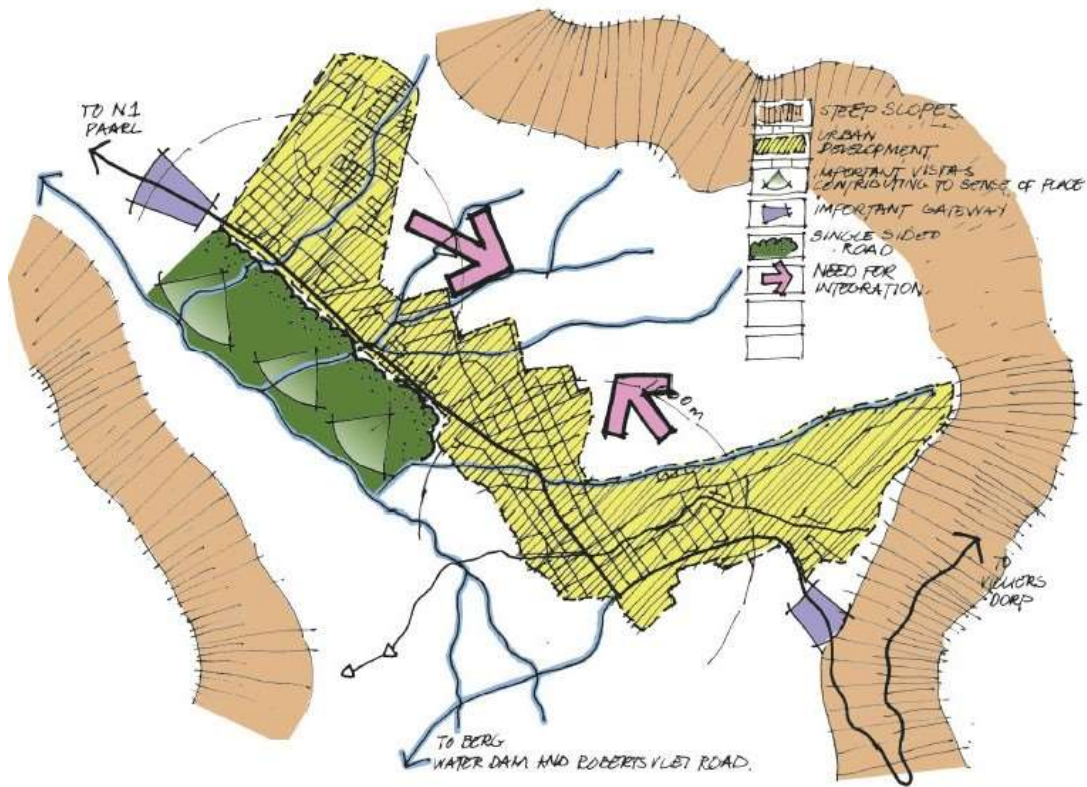 TO N1
PAARL
STEEP SLOPES
URBAN
DEVELOPMENT
IMPORTANT VISTAS
CONTRIBUTING TO SENSE OF PLACE
IMPORTANT GATEWAY
SINGLE SIDED
ROAD
NEED FOR
INTEGRATION
TO
VILLIERS
DORP
TO BERG
WATER DAM AND ROBERTSVLEI ROAD.